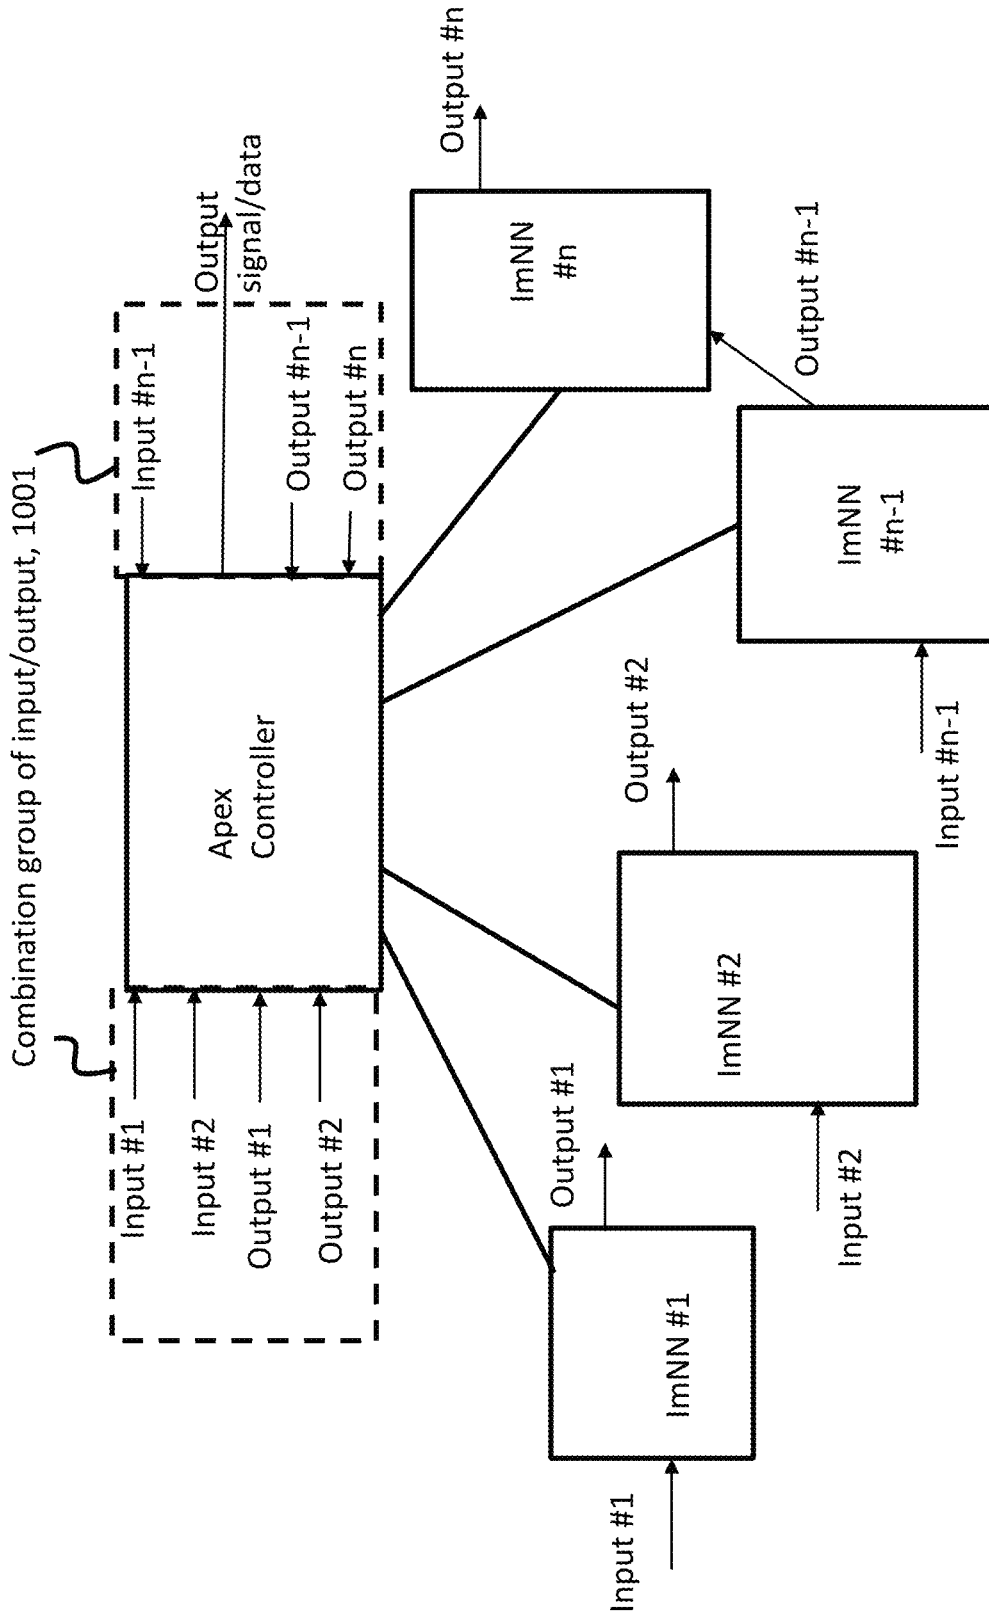 Combination group of input/output, 1001
Input #1
Input #2
Output #1
Output #2
Apex
Controller
Input #n-1
Output
signal/data
Output #n-1
Output #n
Input #1
ImNN #1
Output #1
Input #2
ImNN #2
Output #2
Input #n-1
ImNN
#n-1
Output #n-1
ImNN
#n
Output #n